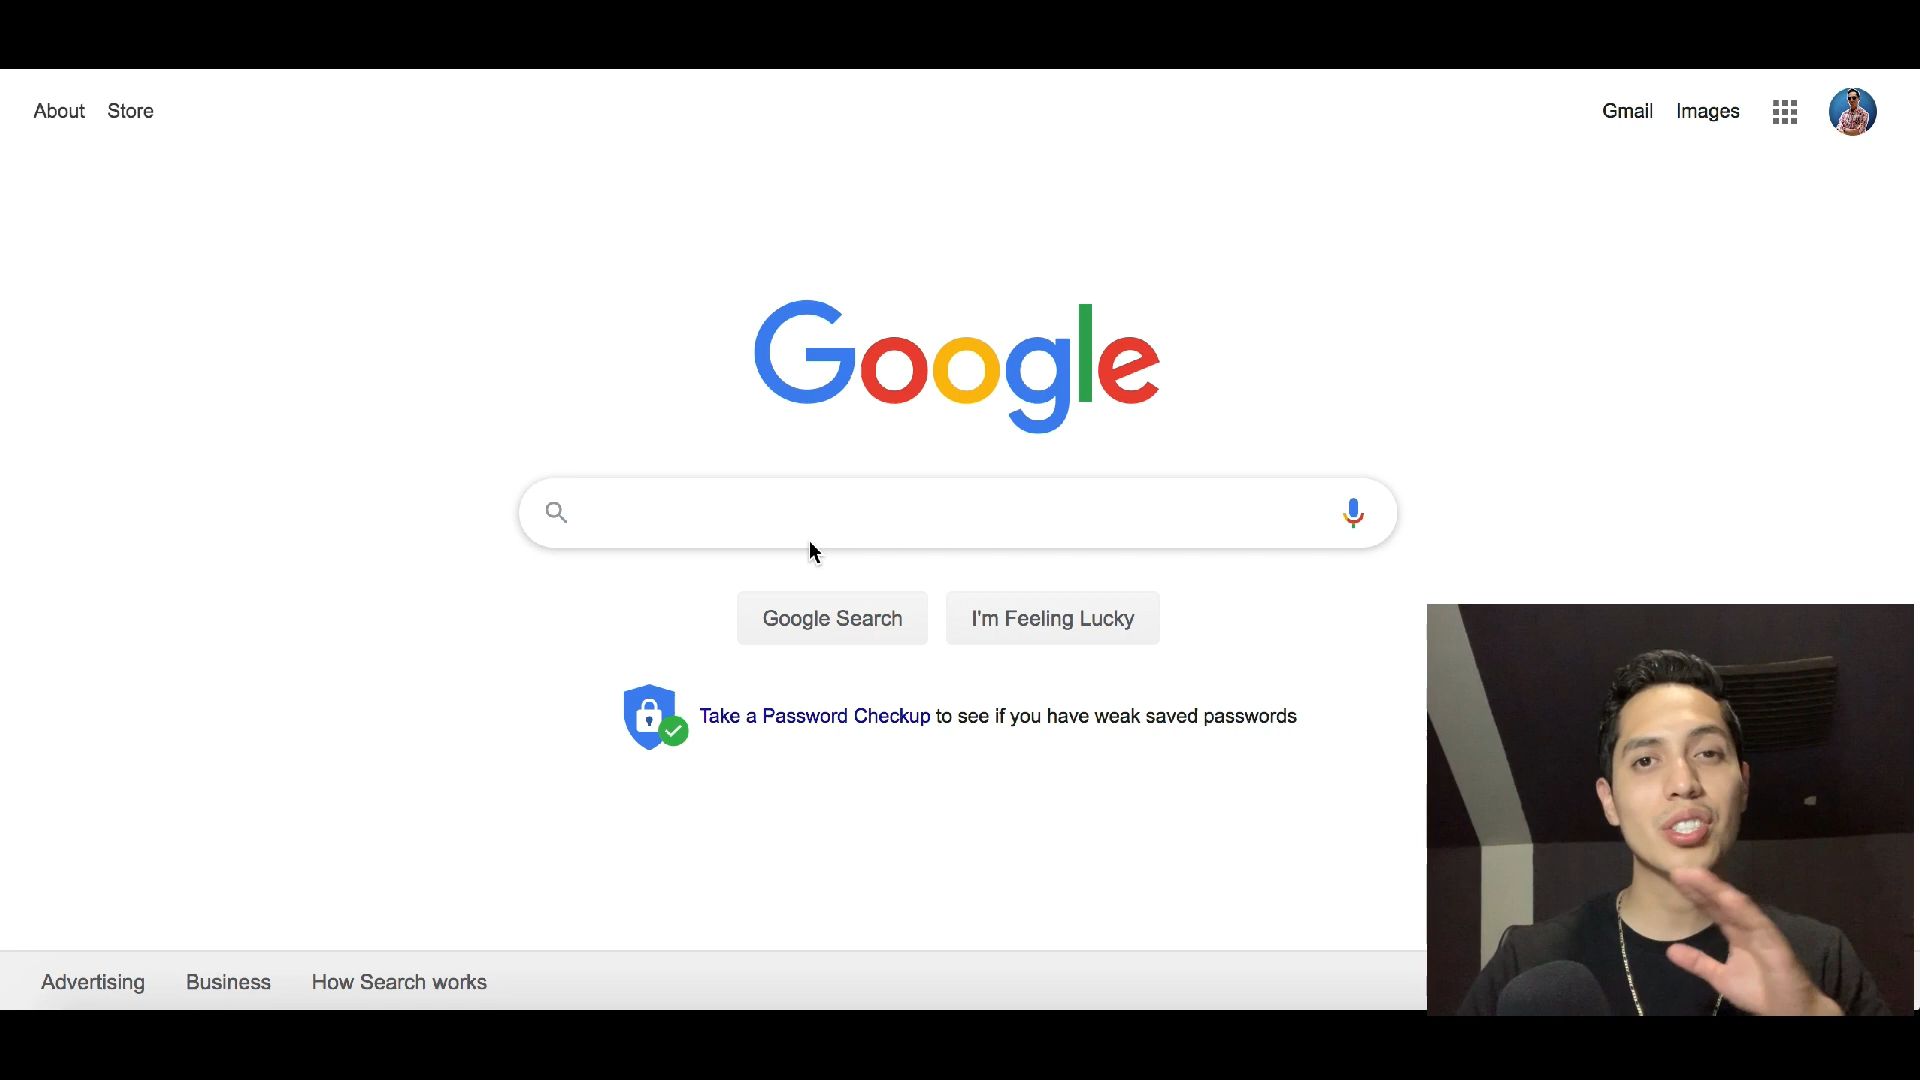 About Store
Gmail Images
Google
Google Search I'm Feeling Lucky
Take a Password Checkup to see if you have weak saved passwords
Advertising Business How Search works